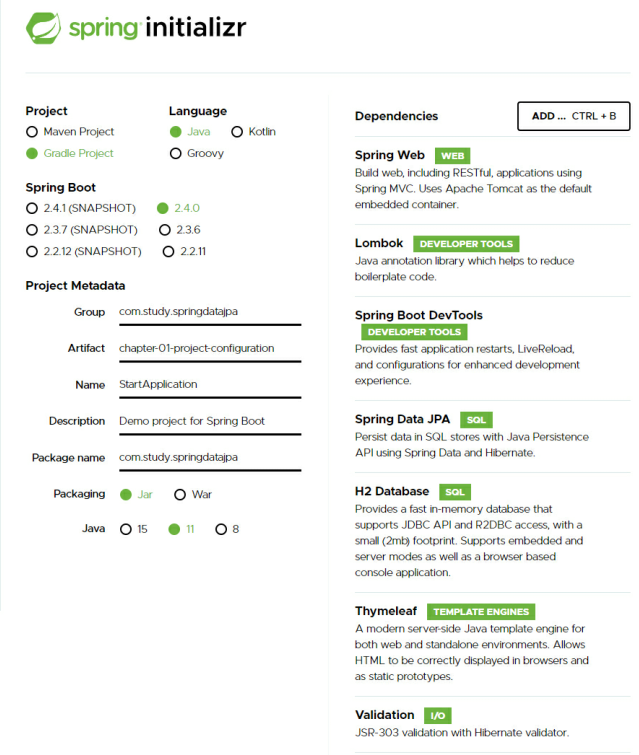 spring initializr
Project
Maven Project
Gradle Project
Language
Java Kotlin
Groovy
Spring Boot
2.4.1 (SNAPSHOT) 2.4.0
2.3.7 (SNAPSHOT) 2.3.6
2.2.12 (SNAPSHOT) 2.2.11
Project Metadata
Group com.study.springdatajpa
Artifact chapter-01-project-configuration
Name StartApplication
Description Demo project for Spring Boot
Package name com.study.springdatajpa
Packaging Jar War
Java 15 11 8
Dependencies ADD ... CTRL + B
Spring Web WEB
Build web, including RESTful, applications using
Spring MVC. Uses Apache Tomcat as the default
embedded container.
Lombok DEVELOPER TOOLS
Java annotation library which helps to reduce
boilerplate code.
Spring Boot DevTools
DEVELOPER TOOLS
Provides fast application restarts, LiveReload,
and configurations for enhanced development
experience.
Spring Data JPA SQL
Persist data in SQL stores with Java Persistence
API using Spring Data and Hibernate.
H2 Database SQL
Provides a fast in-memory database that
supports JDBC API and R2DBC access, with a
small (2mb) footprint. Supports embedded and
server modes as well as a browser based
console application.
Thymeleaf TEMPLATE ENGINES
A modern server-side Java template engine for
both web and standalone environments. Allows
HTML to be correctly displayed in browsers and
as static prototypes.
Validation I/O
JSR-303 validation with Hibernate validator.